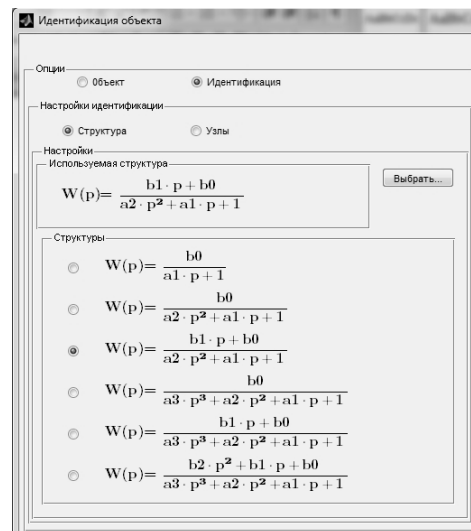 Идентификация объекта
Опции
Объект
Идентификация
Настройки идентификации
Структура
Узлы
Настройки
Используемая структура
W(p)= (b1 · p + b0) / (a2 · p² + a1 · p + 1)
Выбрать...
Структуры
W(p)= b0 / (a1 · p + 1)
W(p)= b0 / (a2 · p² + a1 · p + 1)
W(p)= (b1 · p + b0) / (a2 · p² + a1 · p + 1)
W(p)= b0 / (a3 · p³ + a2 · p² + a1 · p + 1)
W(p)= (b1 · p + b0) / (a3 · p³ + a2 · p² + a1 · p + 1)
W(p)= (b2 · p² + b1 · p + b0) / (a3 · p³ + a2 · p² + a1 · p + 1)